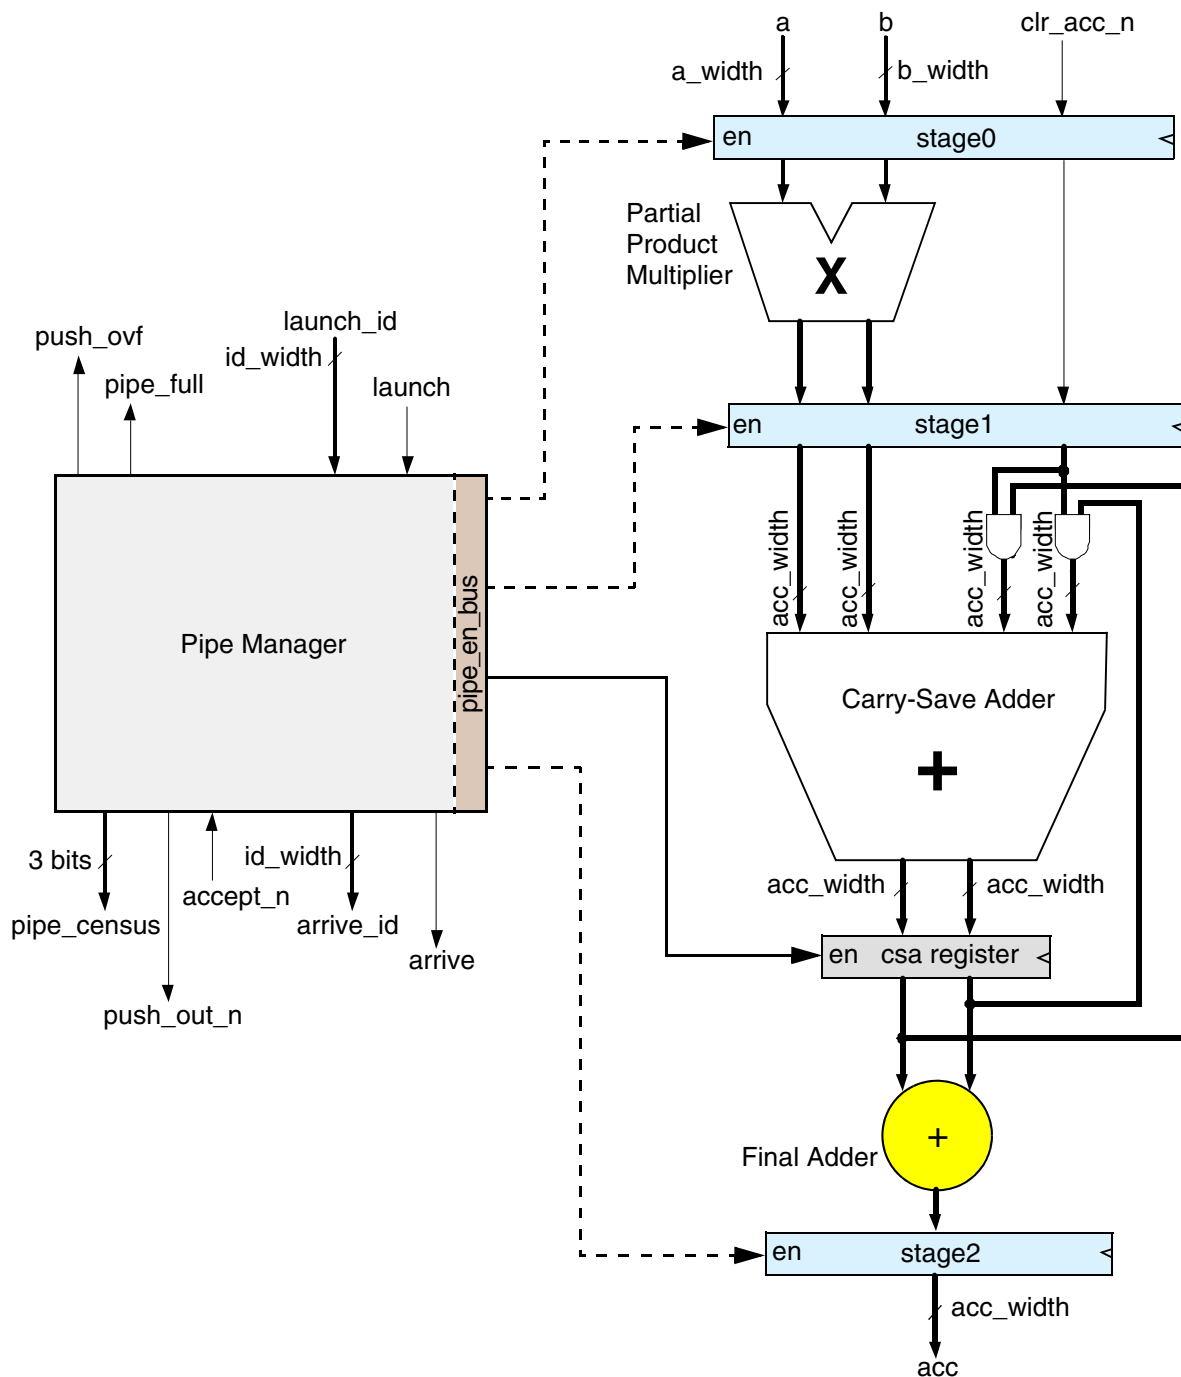 a
b
clr_acc_n
a_width
b_width
en
stage0
Partial
Product
Multiplier
X
launch_id
push_ovf
id_width
pipe_full
launch
en
stage1
acc_width
acc_width
acc_width
acc_width
pipe_en_bus
Pipe Manager
Carry-Save Adder
+
3 bits
id_width
accept_n
acc_width
acc_width
pipe_census
arrive_id
arrive
en
csa register
push_out_n
+
Final Adder
en
stage2
acc_width
acc